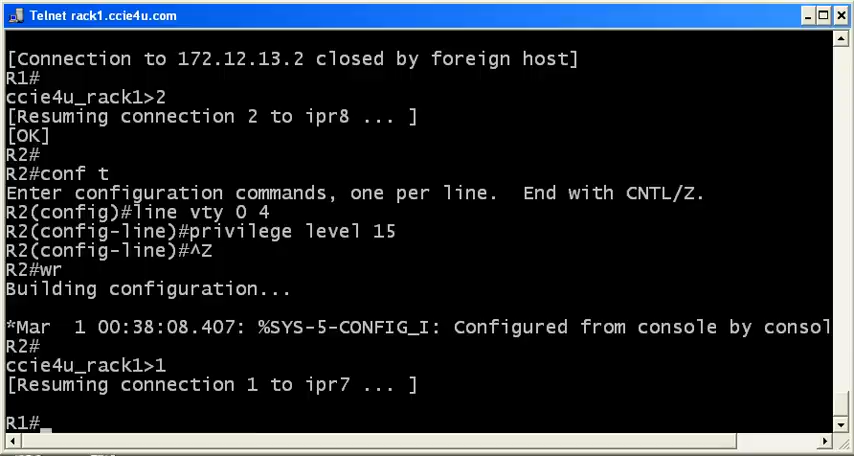 Telnet rack1.ccie4u.com
[Connection to 172.12.13.2 closed by foreign host]
R1#
ccie4u_rack1>2
[Resuming connection 2 to ipr8 ... ]
[OK]
R2#
R2#conf t
Enter configuration commands, one per line.  End with CNTL/Z.
R2(config)#line vty 0 4
R2(config-line)#privilege level 15
R2(config-line)#^Z
R2#wr
Building configuration...
*Mar  1 00:38:08.407: %SYS-5-CONFIG_I: Configured from console by consol
R2#
ccie4u_rack1>1
[Resuming connection 1 to ipr7 ... ]
R1#_